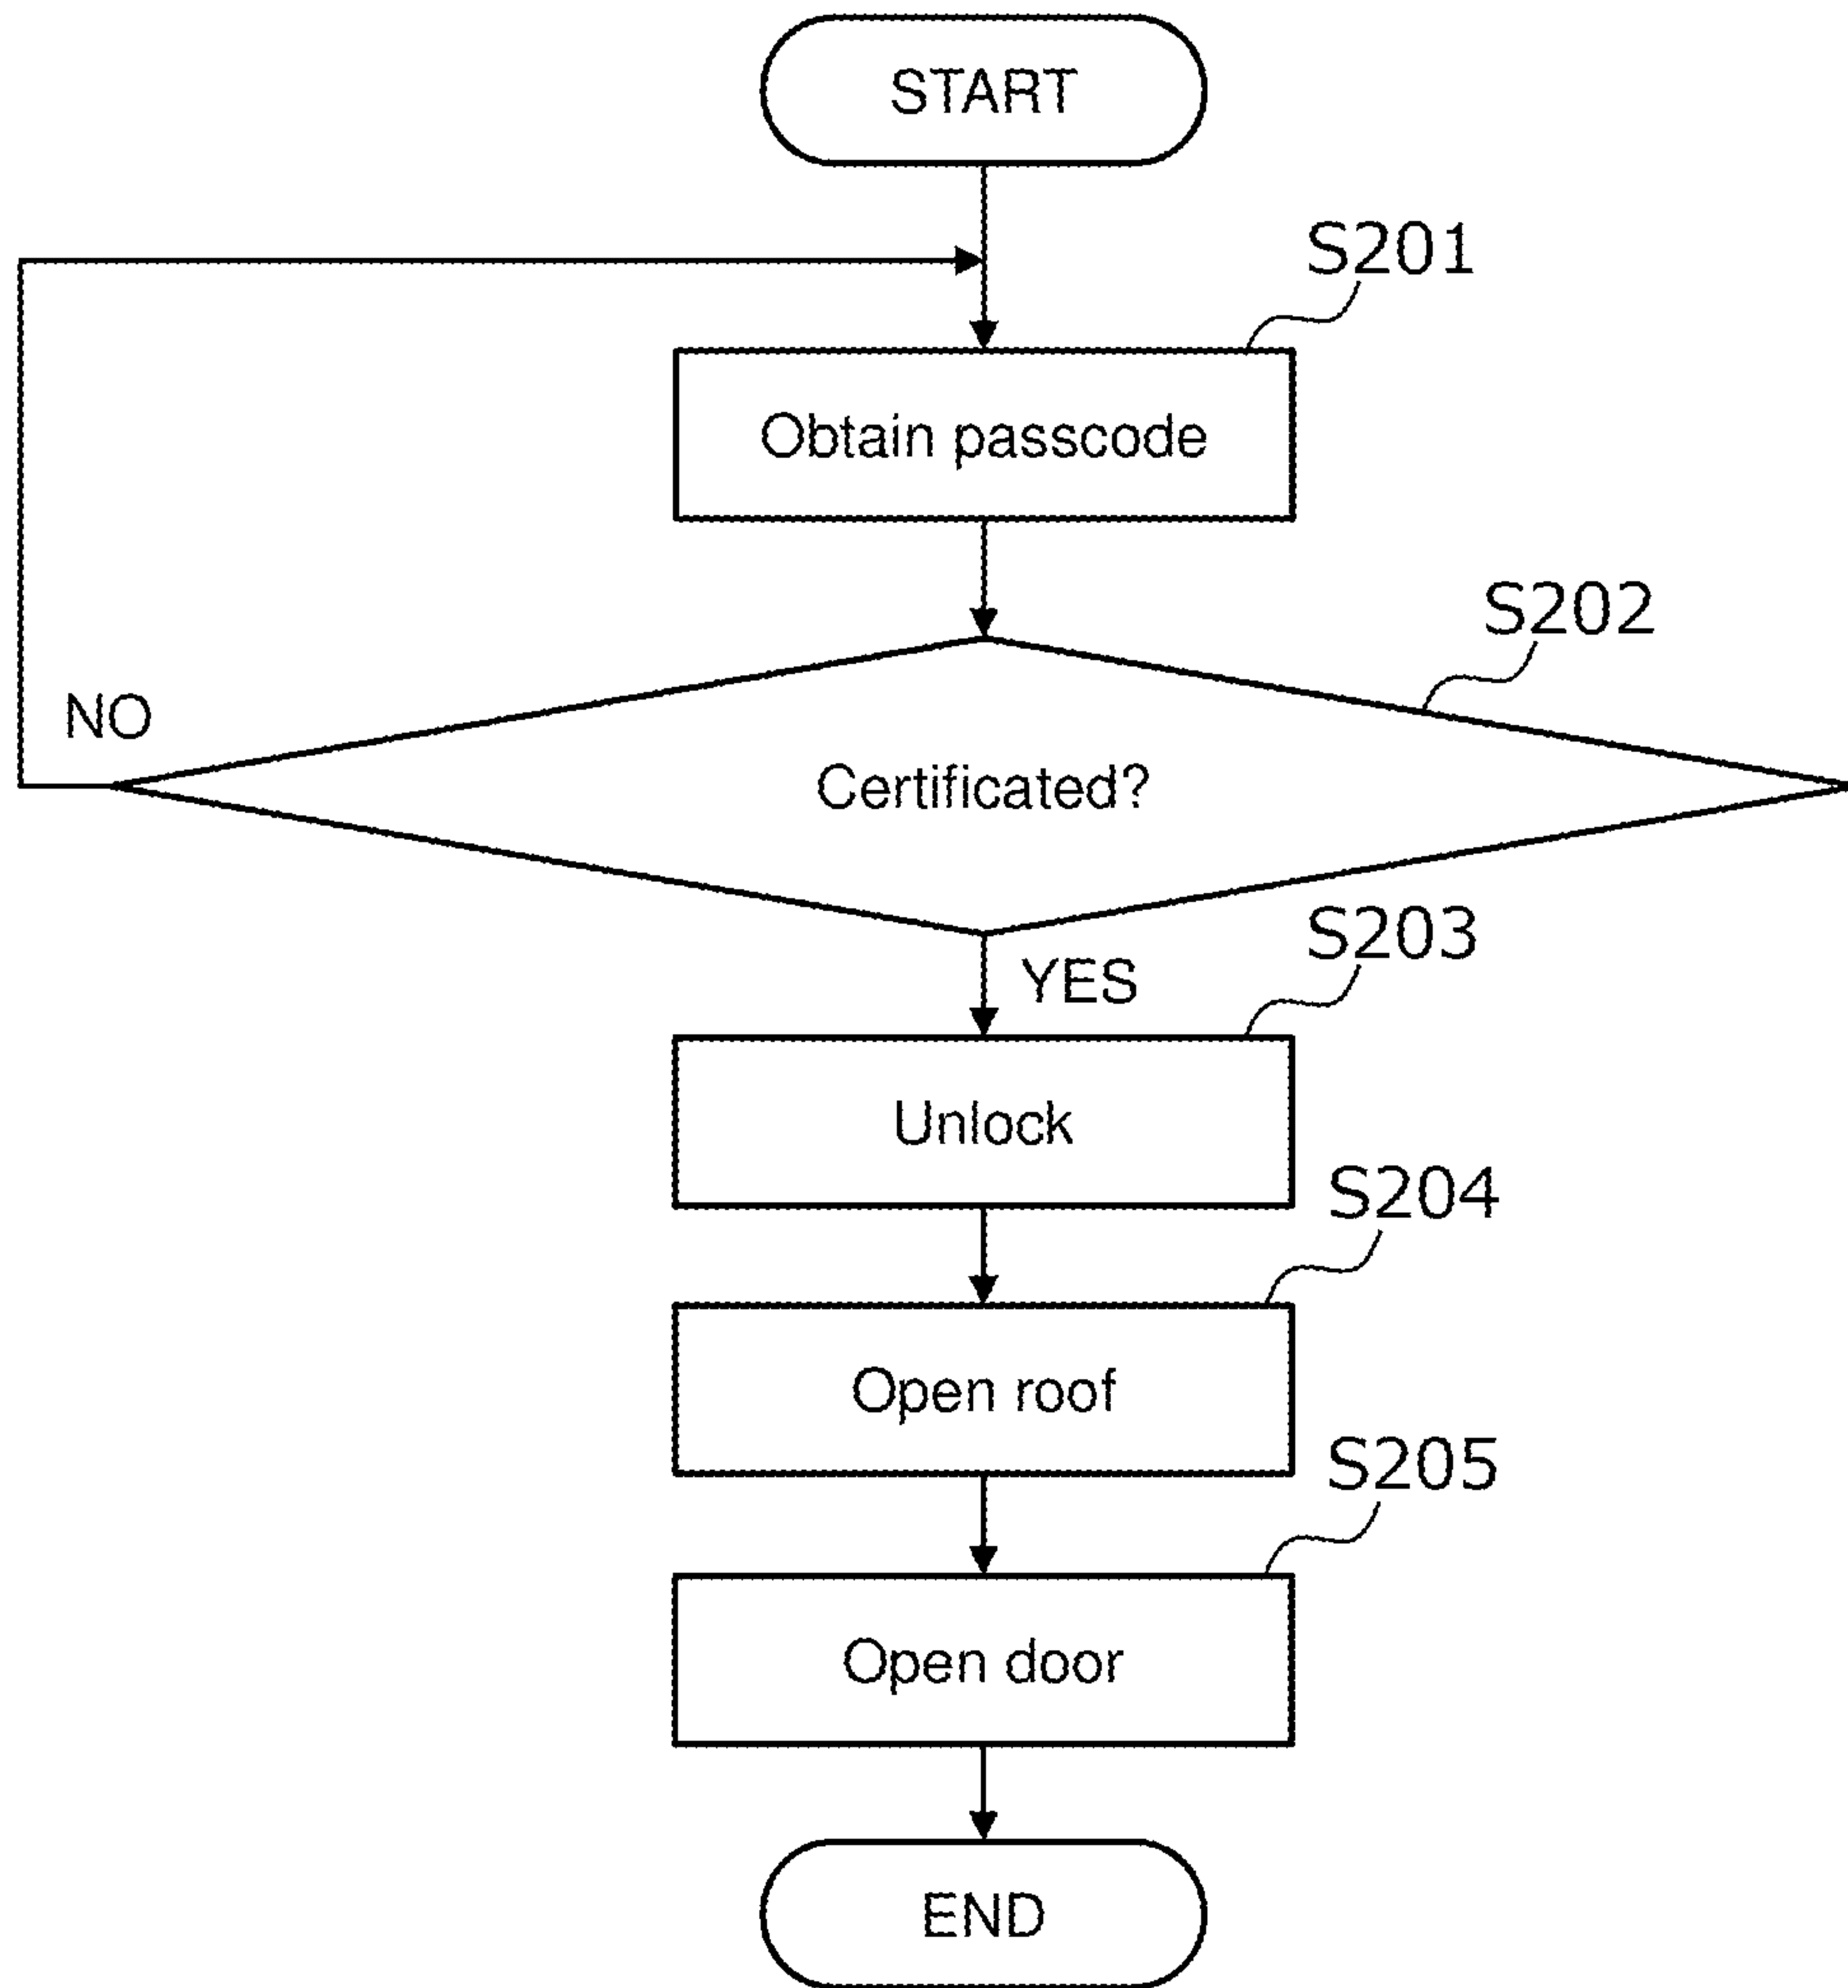 START
S201
Obtain passcode
S202
NO
Certificated?
S203
YES
Unlock
S204
Open roof
S205
Open door
END